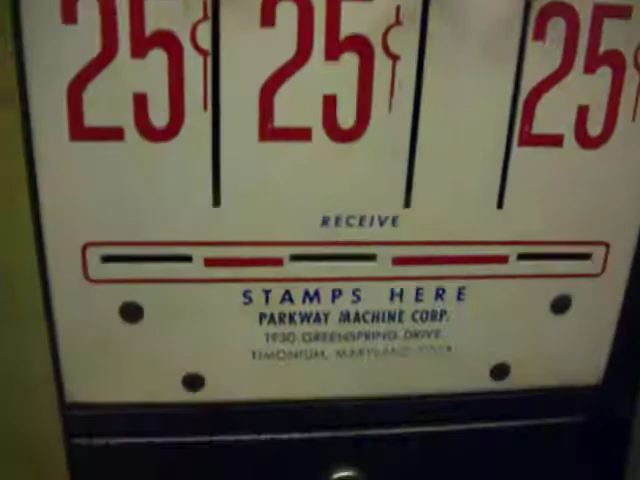 25¢ 25¢ 25¢
RECEIVE
STAMPS HERE
PARKWAY MACHINE CORP.
1930 GREENSPRING DRIVE
TIMONIUM, MARYLAND